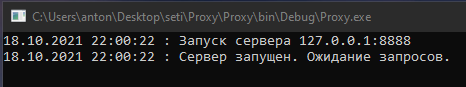 C:\Users\anton\Desktop\seti\Proxy\Proxy\bin\Debug\Proxy.exe
18.10.2021 22:00:22 : Запуск сервера 127.0.0.1:8888
18.10.2021 22:00:22 : Сервер запущен. Ожидание запросов.